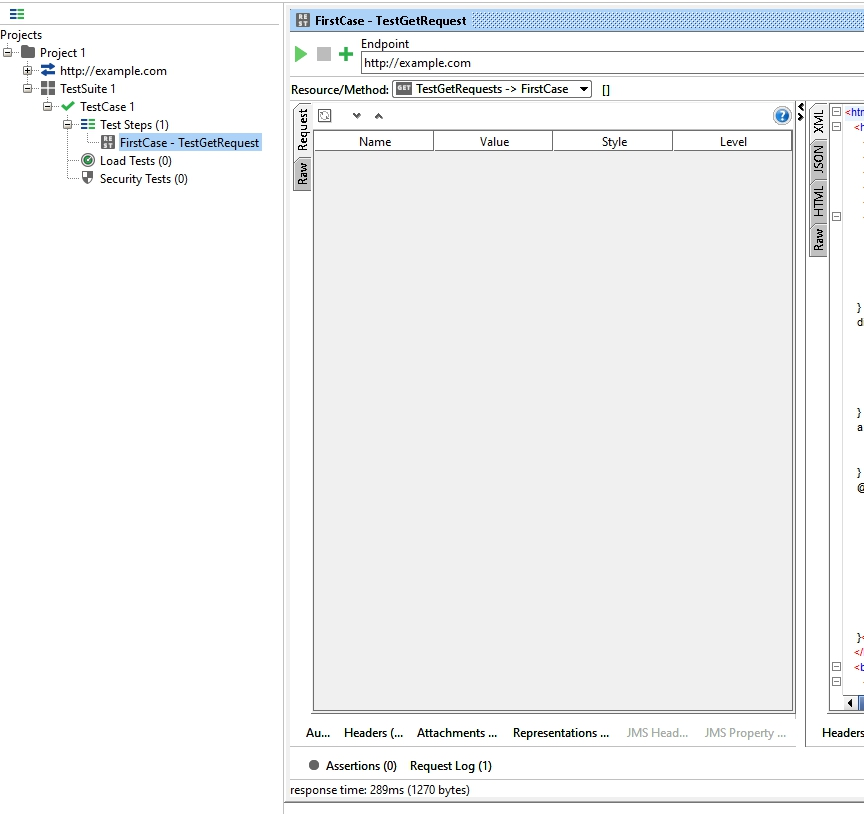 Projects
Project 1
http://example.com
TestSuite 1
TestCase 1
Test Steps (1)
FirstCase - TestGetRequest
Load Tests (0)
Security Tests (0)
REST FirstCase - TestGetRequest
Endpoint
http://example.com
Resource/Method: GET TestGetRequests -> FirstCase []
Request
Raw
Name Value Style Level
XML
JSON
HTML
Raw
<htm
<h
}
di
}
a
}
@
}<
</
<b
Au... Headers (... Attachments ... Representations ... JMS Head... JMS Property ... Headers
Assertions (0) Request Log (1)
response time: 289ms (1270 bytes)